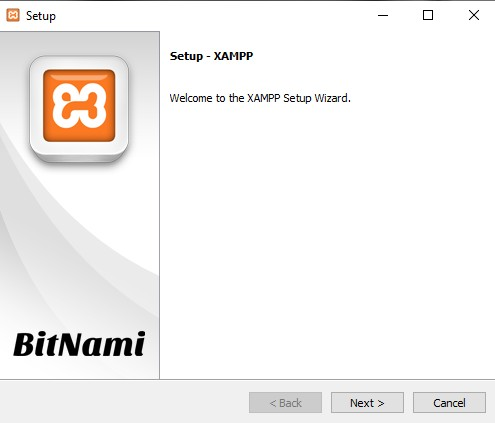 Setup
Setup - XAMPP
Welcome to the XAMPP Setup Wizard.
BitNami
< Back
Next >
Cancel